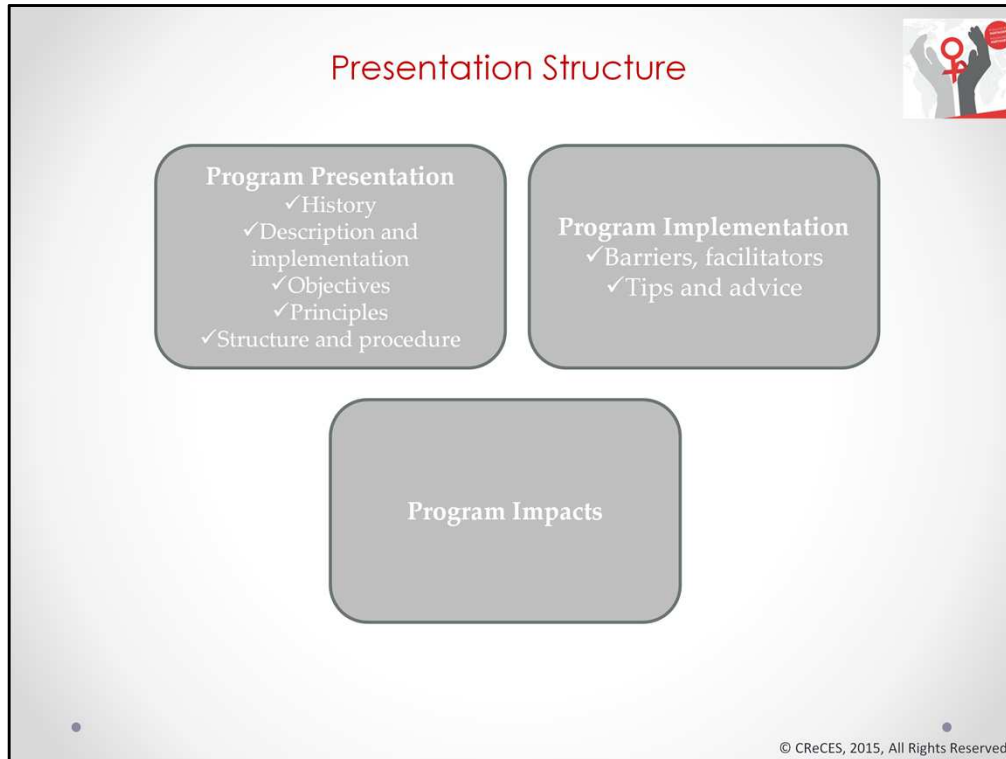 Presentation Structure
Program Presentation
✓History
✓Description and
implementation
✓Objectives
✓Principles
✓Structure and procedure
Program Implementation
✓Barriers, facilitators
✓Tips and advice
Program Impacts
© CReCES, 2015, All Rights Reserved